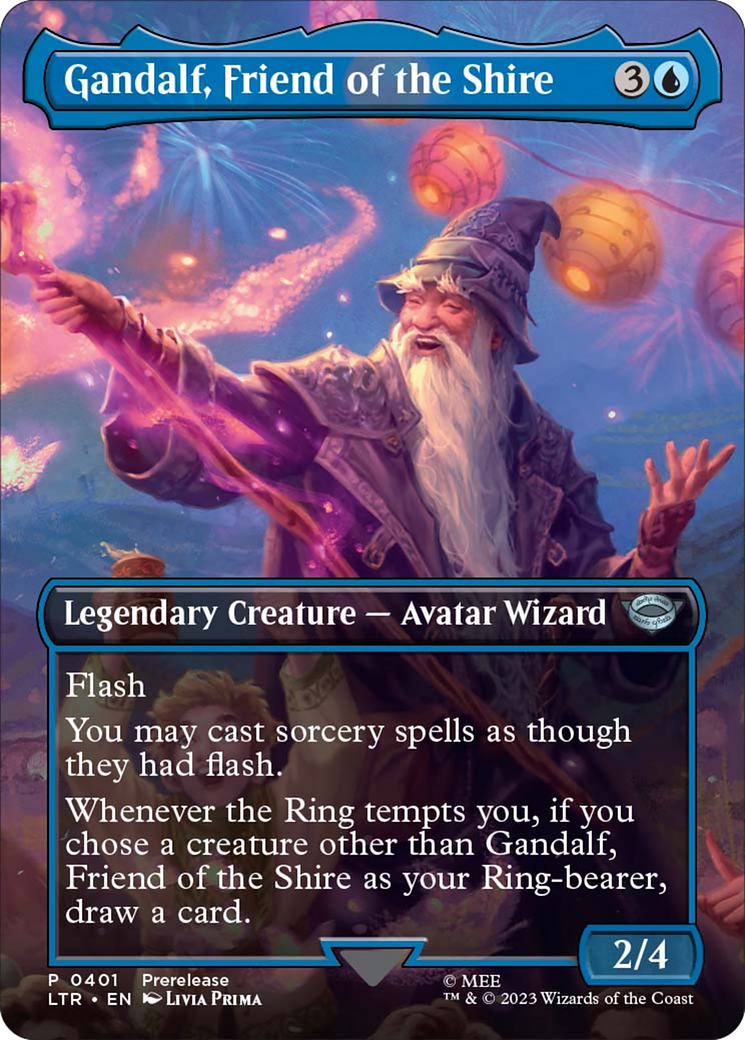 Gandalf, Friend of the Shire 3
Legendary Creature — Avatar Wizard
Flash
You may cast sorcery spells as though
they had flash.
Whenever the Ring tempts you, if you
chose a creature other than Gandalf,
Friend of the Shire as your Ring-bearer,
draw a card.
2/4
P 0401 Prerelease
LTR • EN Livia Prima
© MEE
™ & © 2023 Wizards of the Coast